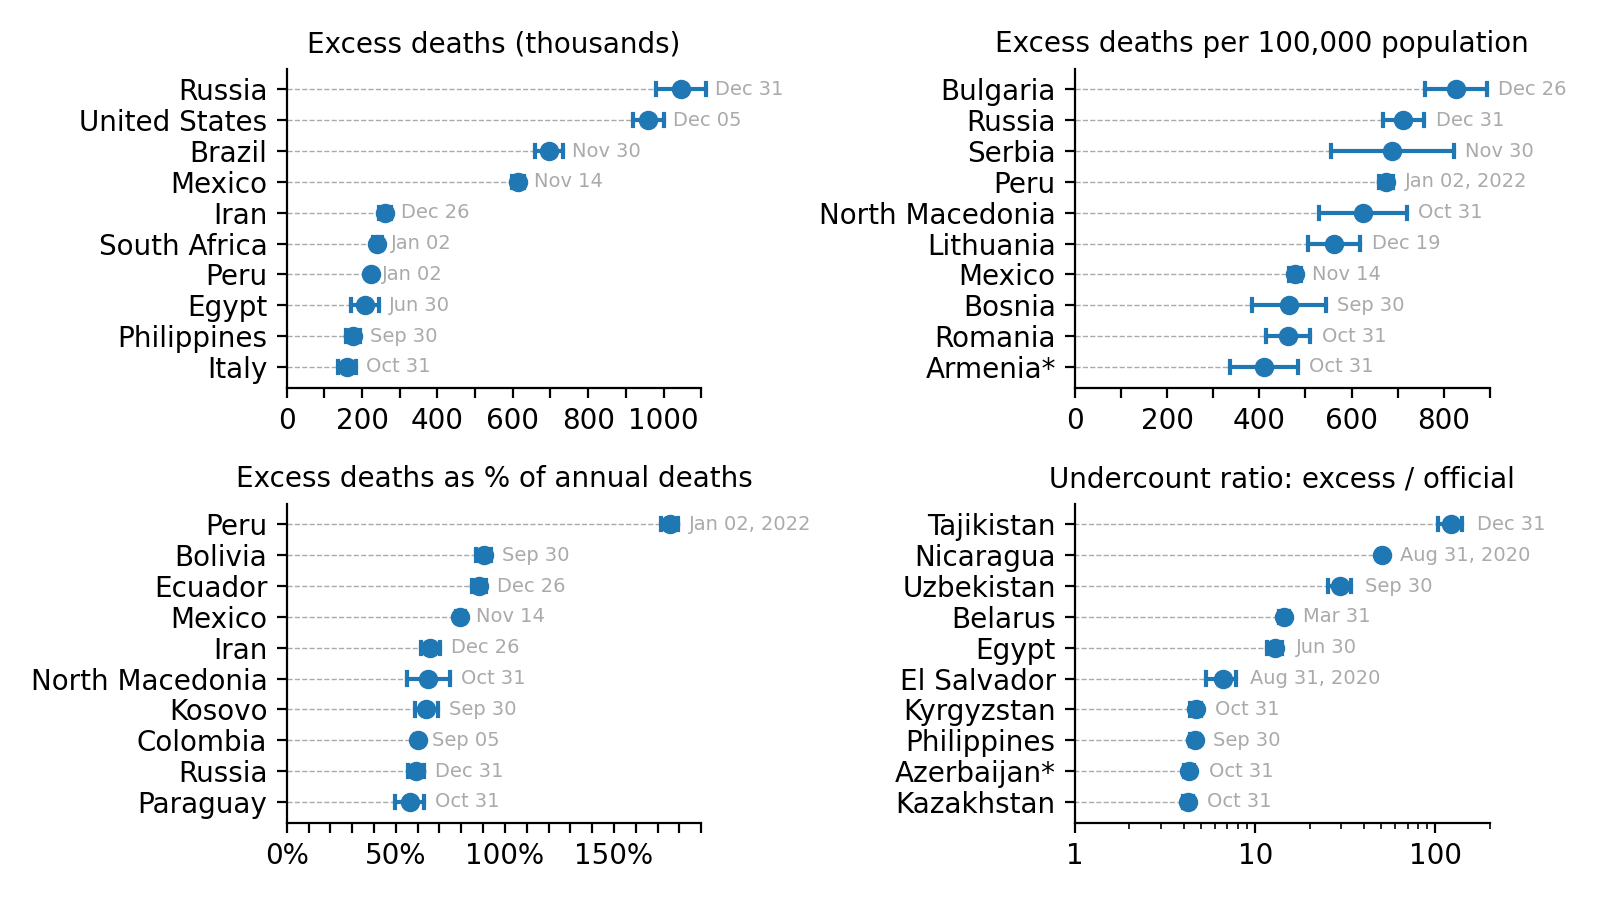 Excess deaths (thousands)
Russia Dec 31
United States Dec 05
Brazil Nov 30
Mexico Nov 14
Iran Dec 26
South Africa Jan 02
Peru Jan 02
Egypt Jun 30
Philippines Sep 30
Italy Oct 31
0 200 400 600 800 1000
Excess deaths per 100,000 population
Bulgaria Dec 26
Russia Dec 31
Serbia Nov 30
Peru Jan 02, 2022
North Macedonia Oct 31
Lithuania Dec 19
Mexico Nov 14
Bosnia Sep 30
Romania Oct 31
Armenia* Oct 31
0 200 400 600 800
Excess deaths as % of annual deaths
Peru Jan 02, 2022
Bolivia Sep 30
Ecuador Dec 26
Mexico Nov 14
Iran Dec 26
North Macedonia Oct 31
Kosovo Sep 30
Colombia Sep 05
Russia Dec 31
Paraguay Oct 31
0% 50% 100% 150%
Undercount ratio: excess / official
Tajikistan Dec 31
Nicaragua Aug 31, 2020
Uzbekistan Sep 30
Belarus Mar 31
Egypt Jun 30
El Salvador Aug 31, 2020
Kyrgyzstan Oct 31
Philippines Sep 30
Azerbaijan* Oct 31
Kazakhstan Oct 31
1 10 100